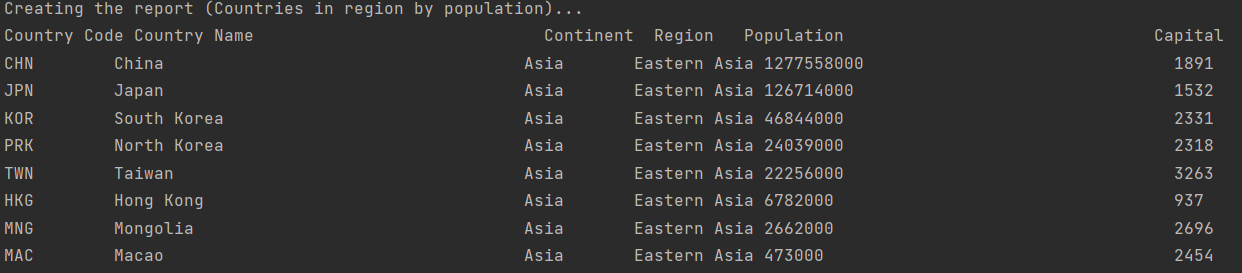 Creating the report (Countries in region by population)...
Country Code Country Name Continent Region Population Capital
CHN China Asia Eastern Asia 1277558000 1891
JPN Japan Asia Eastern Asia 126714000 1532
KOR South Korea Asia Eastern Asia 46844000 2331
PRK North Korea Asia Eastern Asia 24039000 2318
TWN Taiwan Asia Eastern Asia 22256000 3263
HKG Hong Kong Asia Eastern Asia 6782000 937
MNG Mongolia Asia Eastern Asia 2662000 2696
MAC Macao Asia Eastern Asia 473000 2454